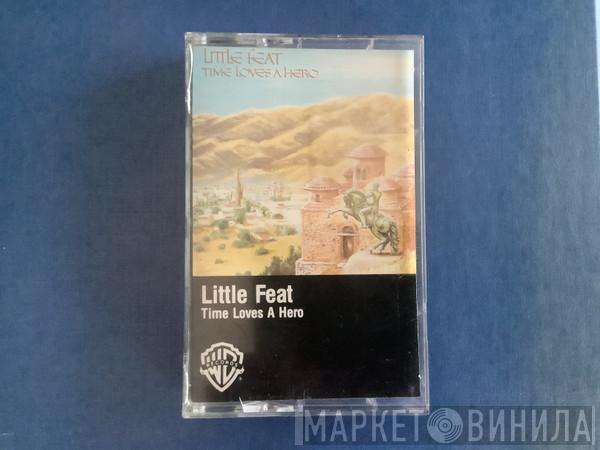 LITTLE FEAT
TIME LOVES A HERO
Little Feat
Time Loves A Hero
WB
RECORDS
®
МАРКЕТ ВИНИЛА